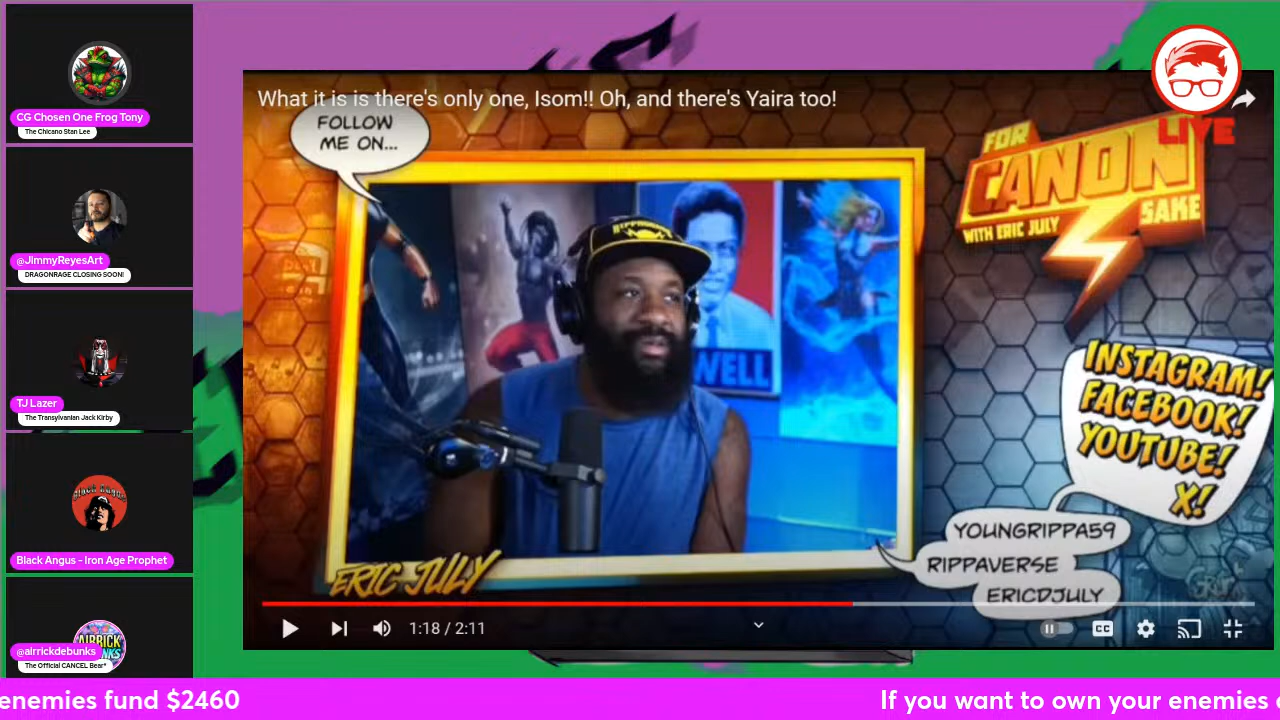 CG Chosen One Frog Tony
The Chicano Stan Lee
@JimmyReyesArt
DRAGONRAGE CLOSING SOON!
TJ Lazer
The Transylvanian Jack Kirby
Black Angus - Iron Age Prophet
@airrickdebunks
The Official CANCEL Bear*
What it is is there's only one, Isom!! Oh, and there's Yaira too!
FOLLOW
ME ON...
FOR
CANON
SAKE
WITH ERIC JULY
LIVE
WELL
INSTAGRAM!
FACEBOOK!
YOUTUBE!
X!
YOUNGRIPPA59
RIPPAVERSE
ERICDJULY
ERIC JULY
1:18 / 2:11
CC
enemies fund $2460
If you want to own your enemies